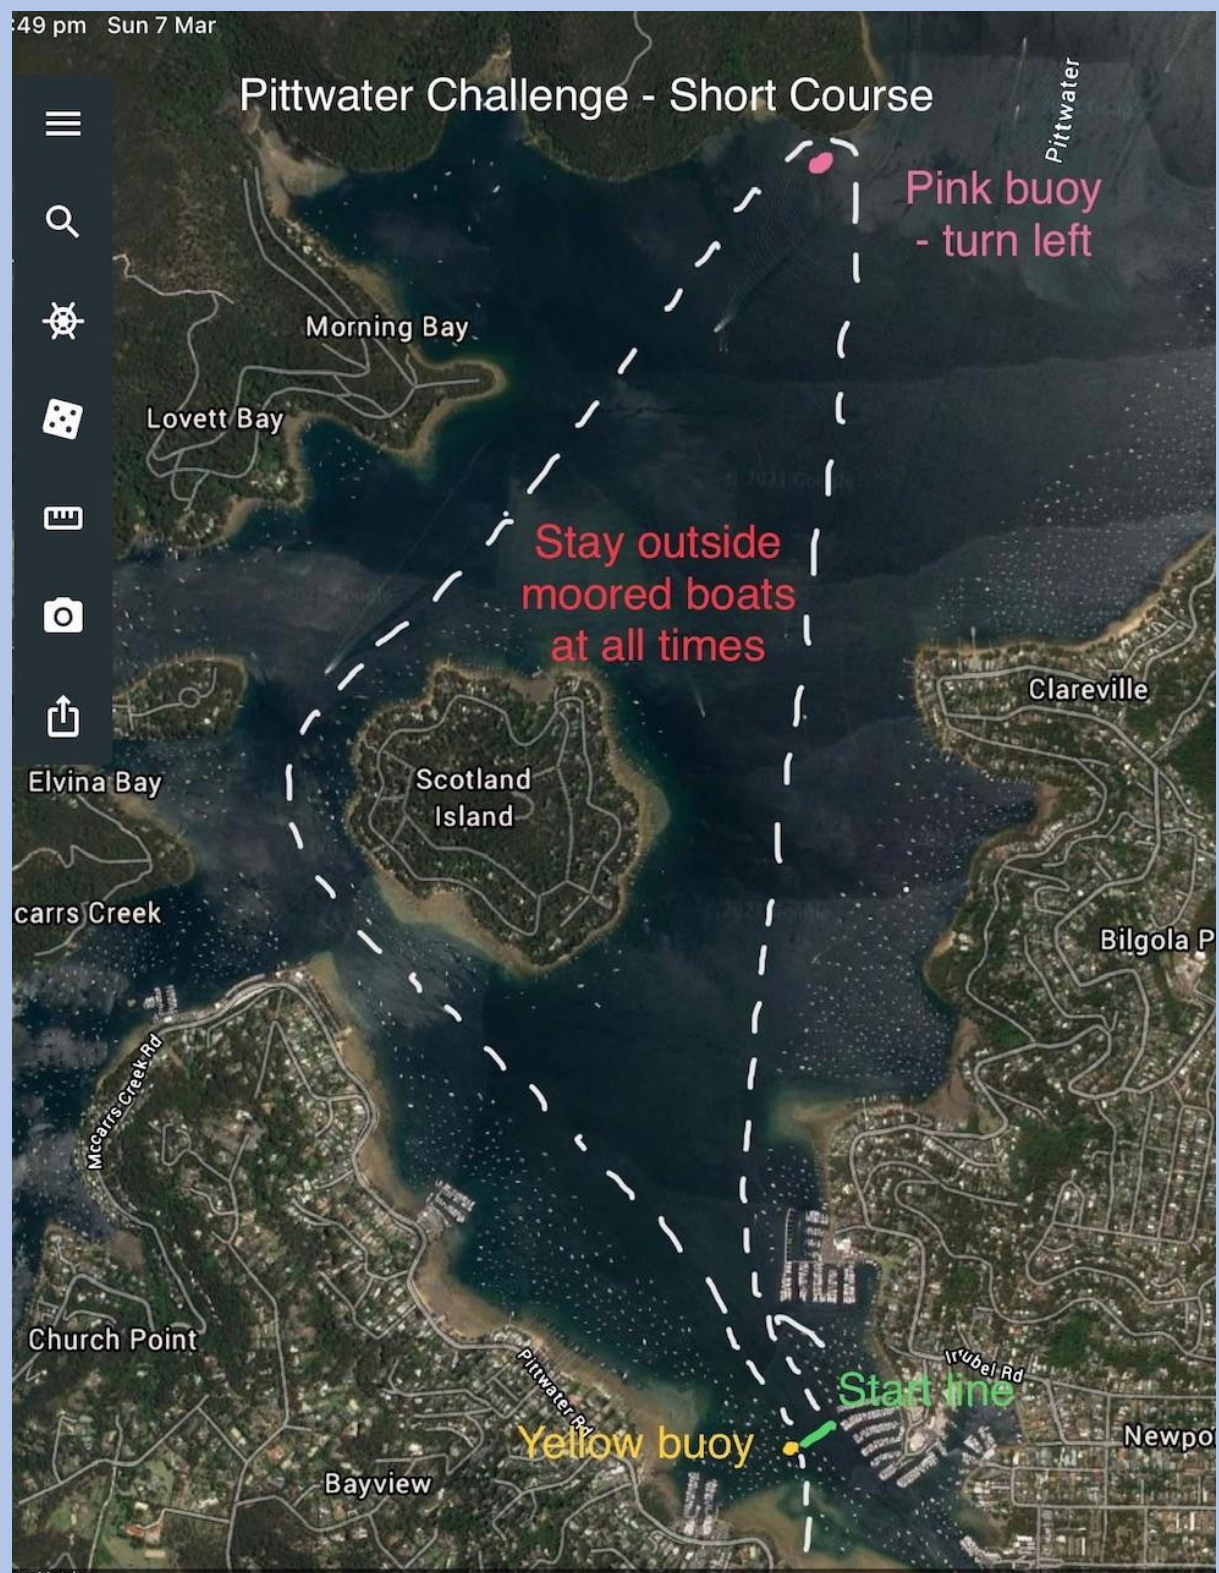 :49 pm Sun 7 Mar
Pittwater Challenge - Short Course
Pittwater
Pink buoy
- turn left
Morning Bay
Lovett Bay
Stay outside
moored boats
at all times
Clareville
Scotland
Island
Elvina Bay
carrs Creek
Bilgola P
Mccarrs Creek Rd
Church Point
Pittwater Rd
Irrubel Rd
Start line
Yellow buoy
Newpo
Bayview